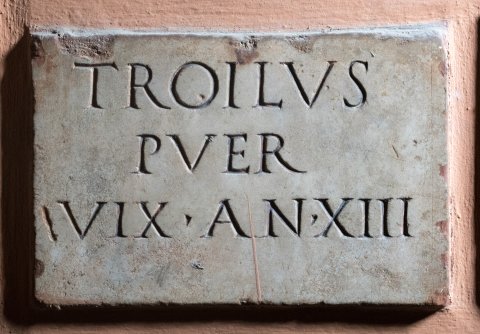 TROILVS
PVER
VIX · AN · XIII